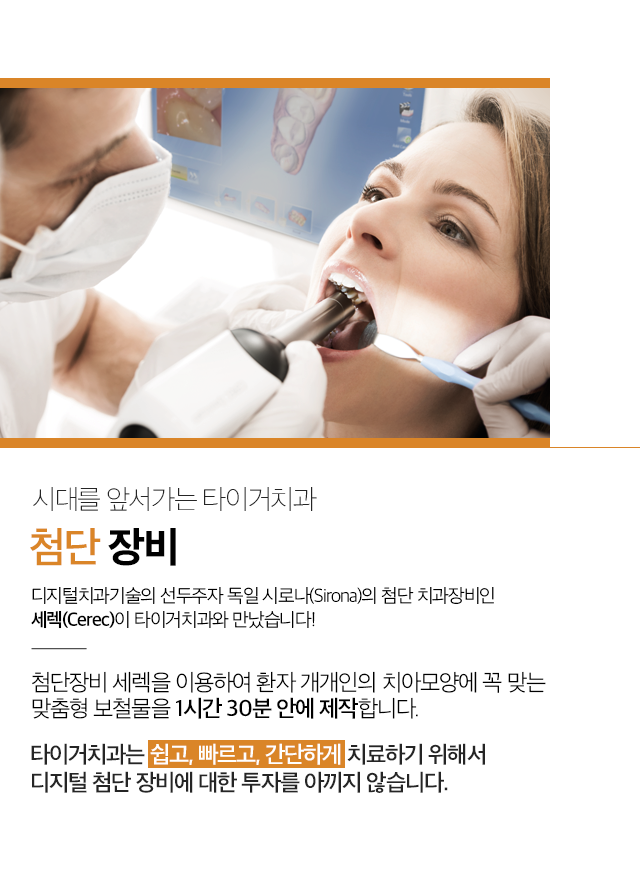 시대를 앞서가는 타이거치과
첨단 장비
디지털치과기술의 선두주자 독일 시로나(Sirona)의 첨단 치과장비인
세렉(Cerec)이 타이거치과와 만났습니다!
첨단장비 세렉을 이용하여 환자 개개인의 치아모양에 꼭 맞는
맞춤형 보철물을 1시간 30분 안에 제작합니다.
타이거치과는 쉽고, 빠르고, 간단하게 치료하기 위해서
디지털 첨단 장비에 대한 투자를 아끼지 않습니다.